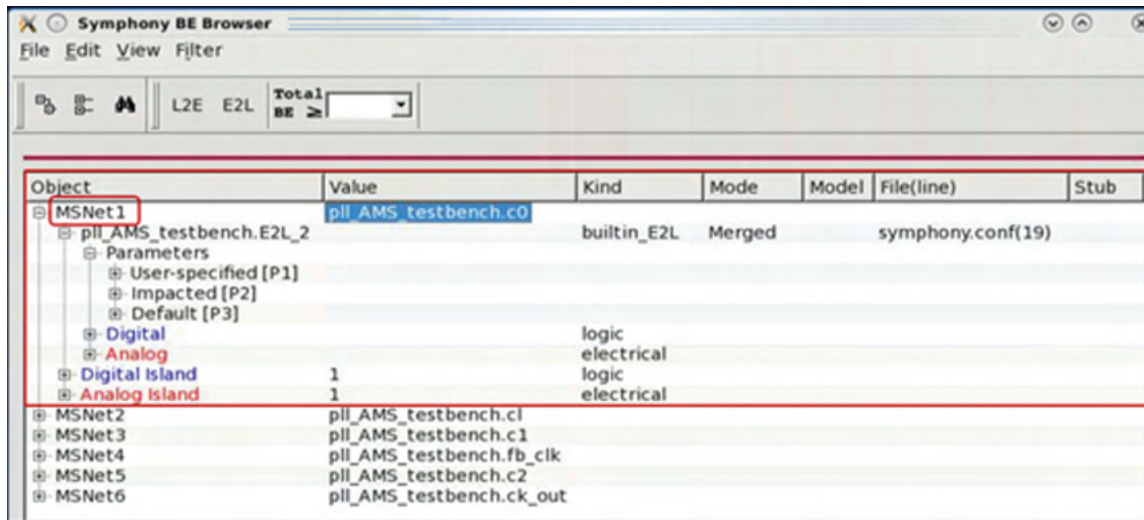 Symphony BE Browser
File Edit View Filter
L2E E2L Total BE ≥
Object Value Kind Mode Model File(line) Stub
MSNet1 pll_AMS_testbench.c0
pll_AMS_testbench.E2L_2 builtin_E2L Merged symphony.conf(19)
Parameters
User-specified [P1]
Impacted [P2]
Default [P3]
Digital logic
Analog electrical
Digital Island 1 logic
Analog Island 1 electrical
MSNet2 pll_AMS_testbench.cl
MSNet3 pll_AMS_testbench.c1
MSNet4 pll_AMS_testbench.fb_clk
MSNet5 pll_AMS_testbench.c2
MSNet6 pll_AMS_testbench.ck_out